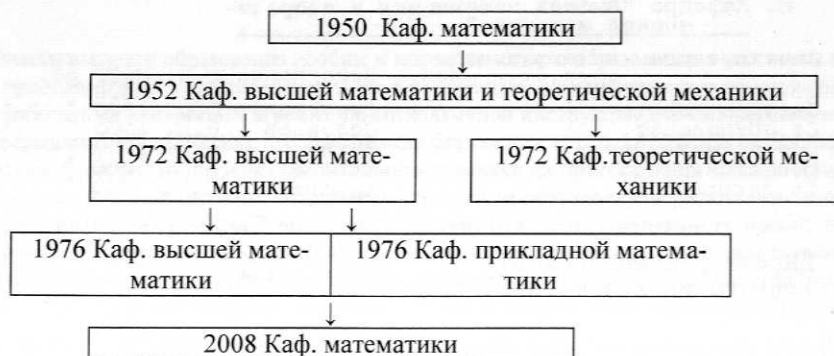 1950 Каф. математики
1952 Каф. высшей математики и теоретической механики
1972 Каф. высшей мате-
матики
1972 Каф.теоретической ме-
ханики
1976 Каф. высшей мате-
матики
1976 Каф. прикладной матема-
тики
2008 Каф. математики